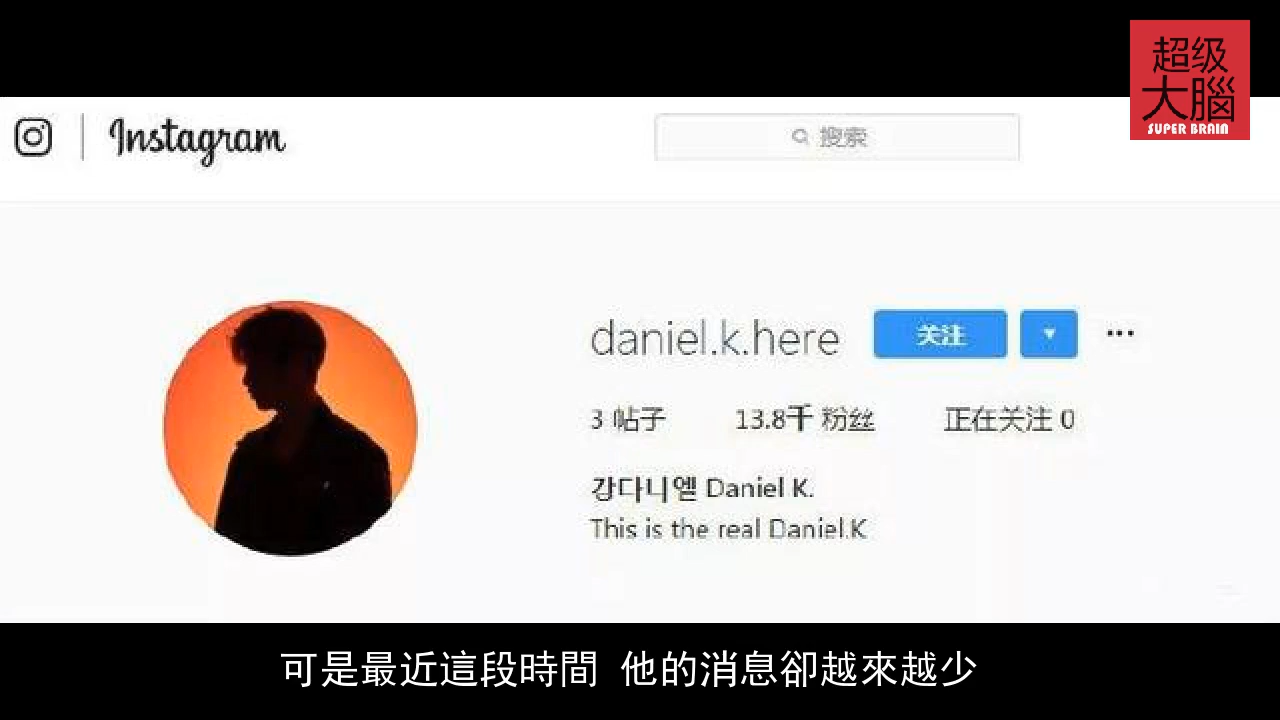 超级
大腦
SUPER BRAIN
Instagram
搜索
daniel.k.here 关注
3 帖子 13.8千 粉丝 正在关注 0
강다니엘 Daniel K.
This is the real Daniel.K
可是最近這段時間 他的消息卻越來越少